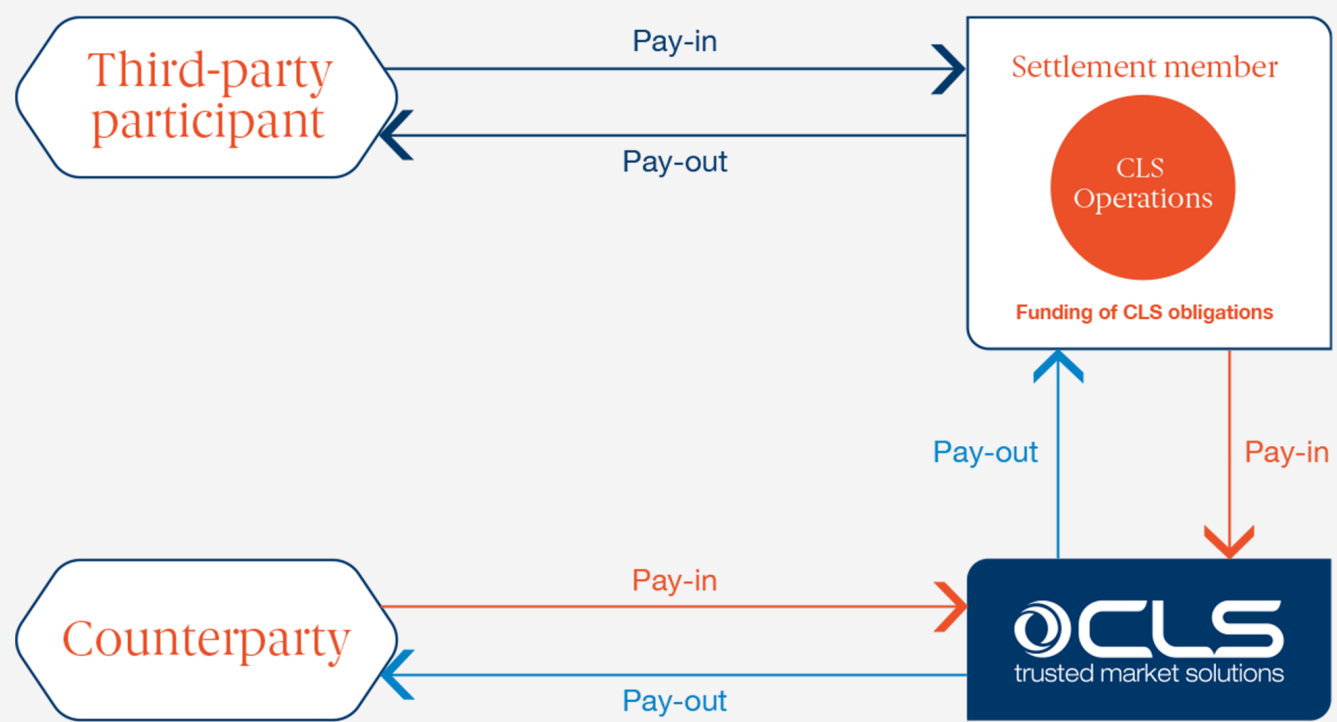 Third-party
participant
Pay-in
Pay-out
Settlement member
CLS
Operations
Funding of CLS obligations
Pay-out
Pay-in
Counterparty
Pay-in
Pay-out
CLS
trusted market solutions